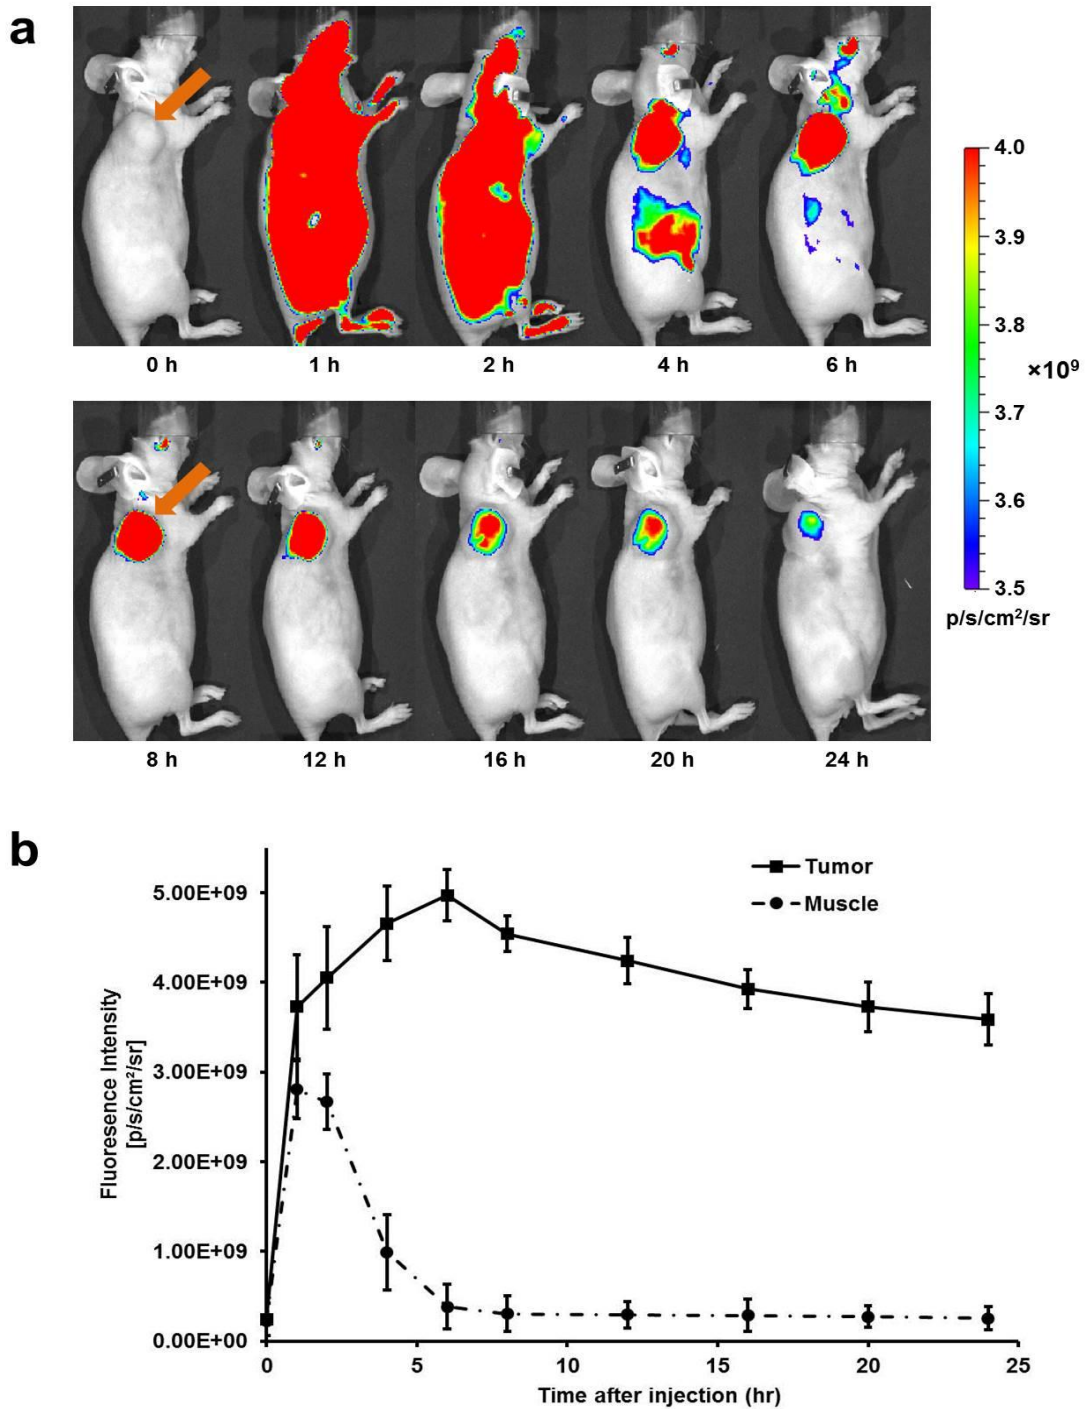 a
0 h 1 h 2 h 4 h 6 h
4.0
3.9
3.8
×10⁹
3.7
3.6
3.5
p/s/cm²/sr
8 h 12 h 16 h 20 h 24 h
b
Tumor
Muscle
5.00E+09
4.00E+09
3.00E+09
2.00E+09
1.00E+09
0.00E+00
Fluoresence Intensity
[p/s/cm²/sr]
0 5 10 15 20 25
Time after injection (hr)